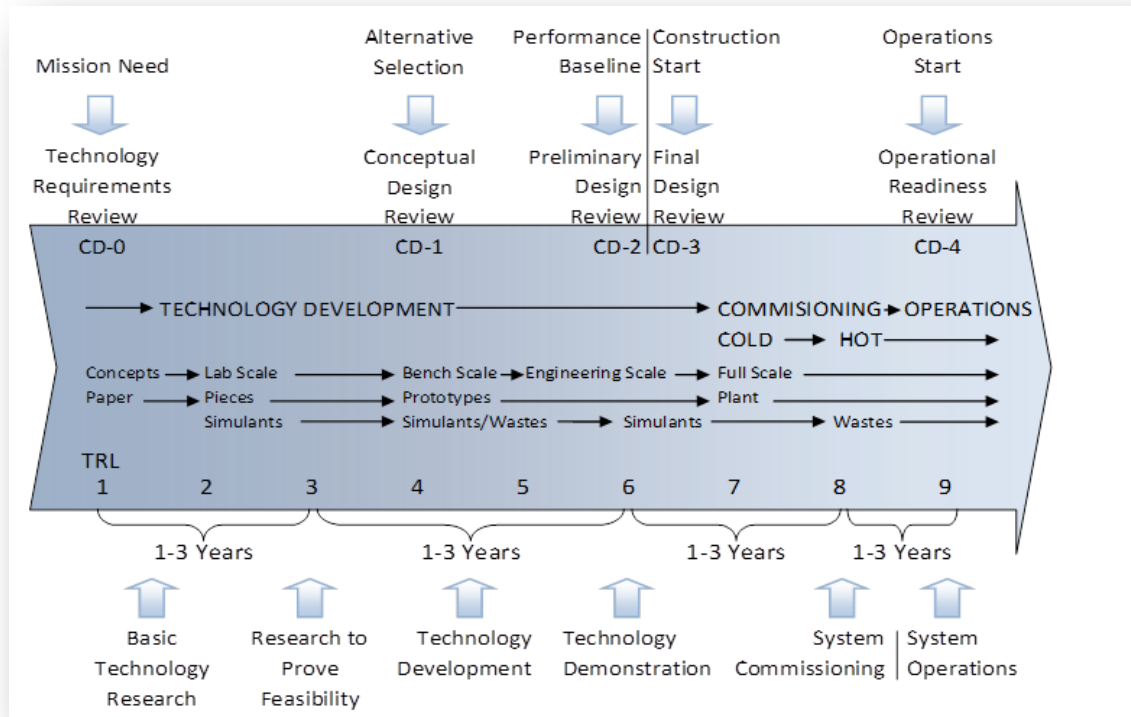 Mission Need
Alternative
Selection
Performance
Baseline
Construction
Start
Operations
Start
Technology
Requirements
Review
Conceptual
Design
Review
Preliminary
Design
Review
Final
Design
Review
Operational
Readiness
Review
CD-0
CD-1
CD-2
CD-3
CD-4
TECHNOLOGY DEVELOPMENT
COMMISIONING
OPERATIONS
COLD
HOT
Concepts
Lab Scale
Bench Scale
Engineering Scale
Full Scale
Paper
Pieces
Prototypes
Plant
Simulants
Simulants/Wastes
Simulants
Wastes
TRL
1 2 3 4 5 6 7 8 9
1-3 Years
1-3 Years
1-3 Years
1-3 Years
Basic
Technology
Research
Research to
Prove
Feasibility
Technology
Development
Technology
Demonstration
System
Commissioning
System
Operations